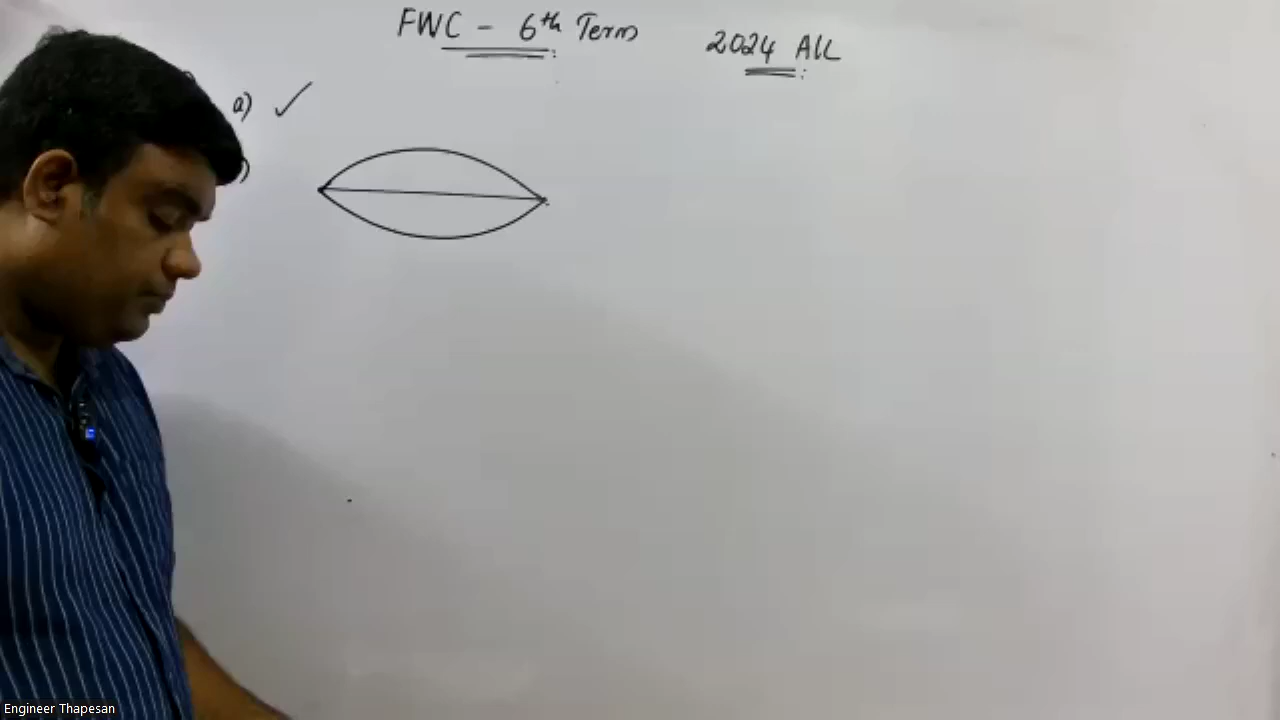 FWC - 6th Term 2024 A/L
a) ✓
)
Engineer Thapesan